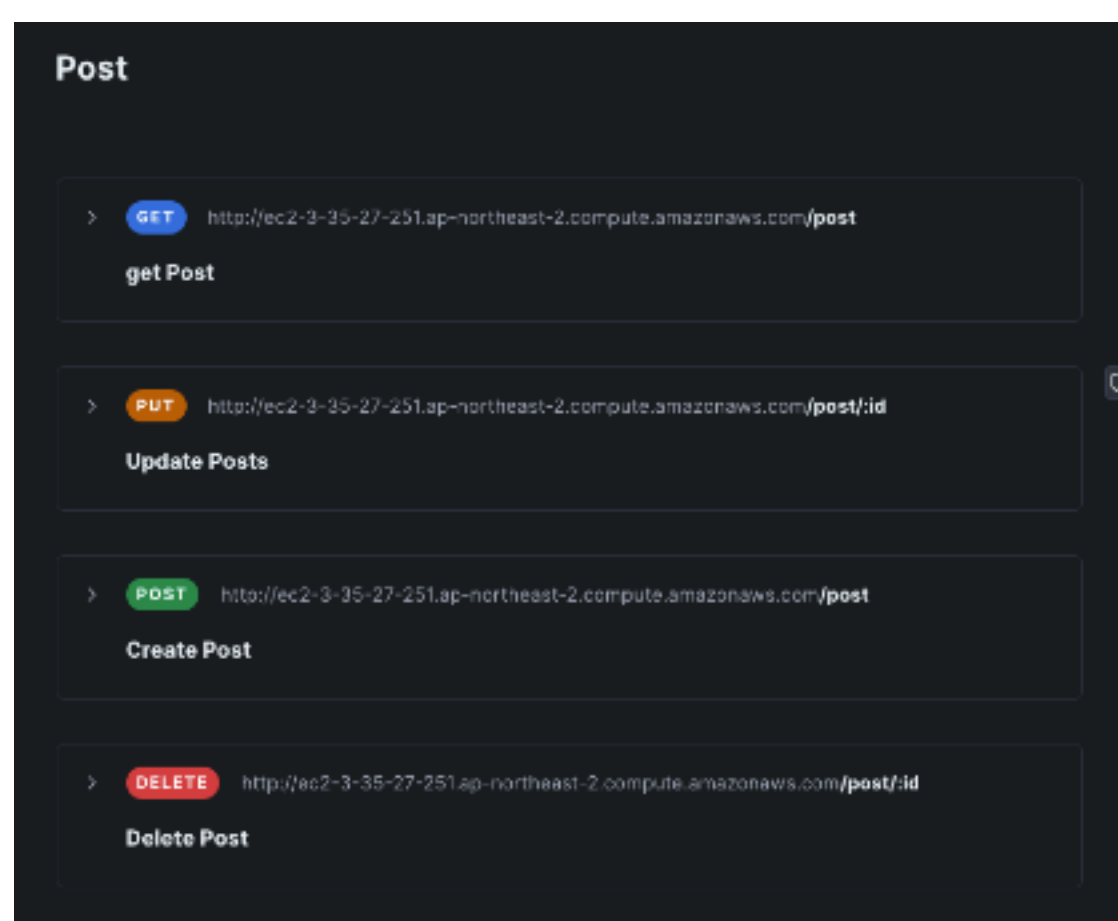 Post
GET http://ec2-3-35-27-251.ap-northeast-2.compute.amazonaws.com/post
get Post
PUT http://ec2-3-35-27-251.ap-northeast-2.compute.amazonaws.com/post/:id
Update Posts
POST http://ec2-3-35-27-251.ap-northeast-2.compute.amazonaws.com/post
Create Post
DELETE http://ec2-3-35-27-251.ap-northeast-2.compute.amazonaws.com/post/:id
Delete Post